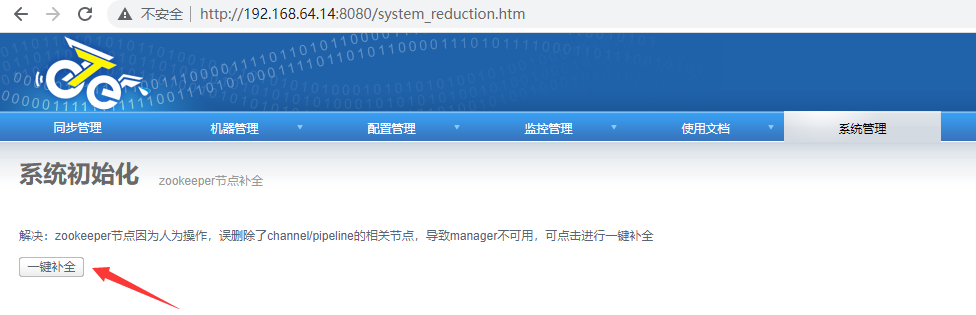 不安全 http://192.168.64.14:8080/system_reduction.htm
同步管理 机器管理 配置管理 监控管理 使用文档 系统管理
系统初始化 zookeeper节点补全
解决：zookeeper节点因为人为操作，误删除了channel/pipeline的相关节点，导致manager不可用，可点击进行一键补全
一键补全